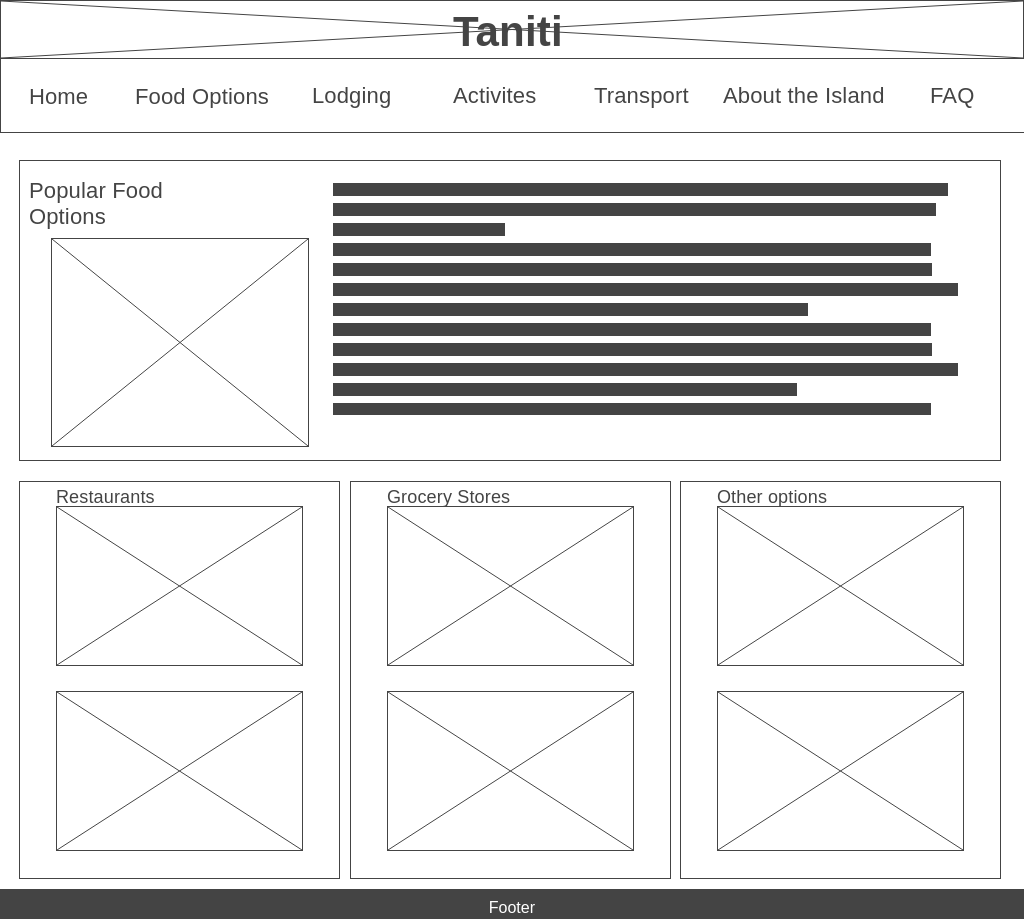 Taniti
Home Food Options Lodging Activites Transport About the Island FAQ
Popular Food
Options
Restaurants
Grocery Stores
Other options
Footer